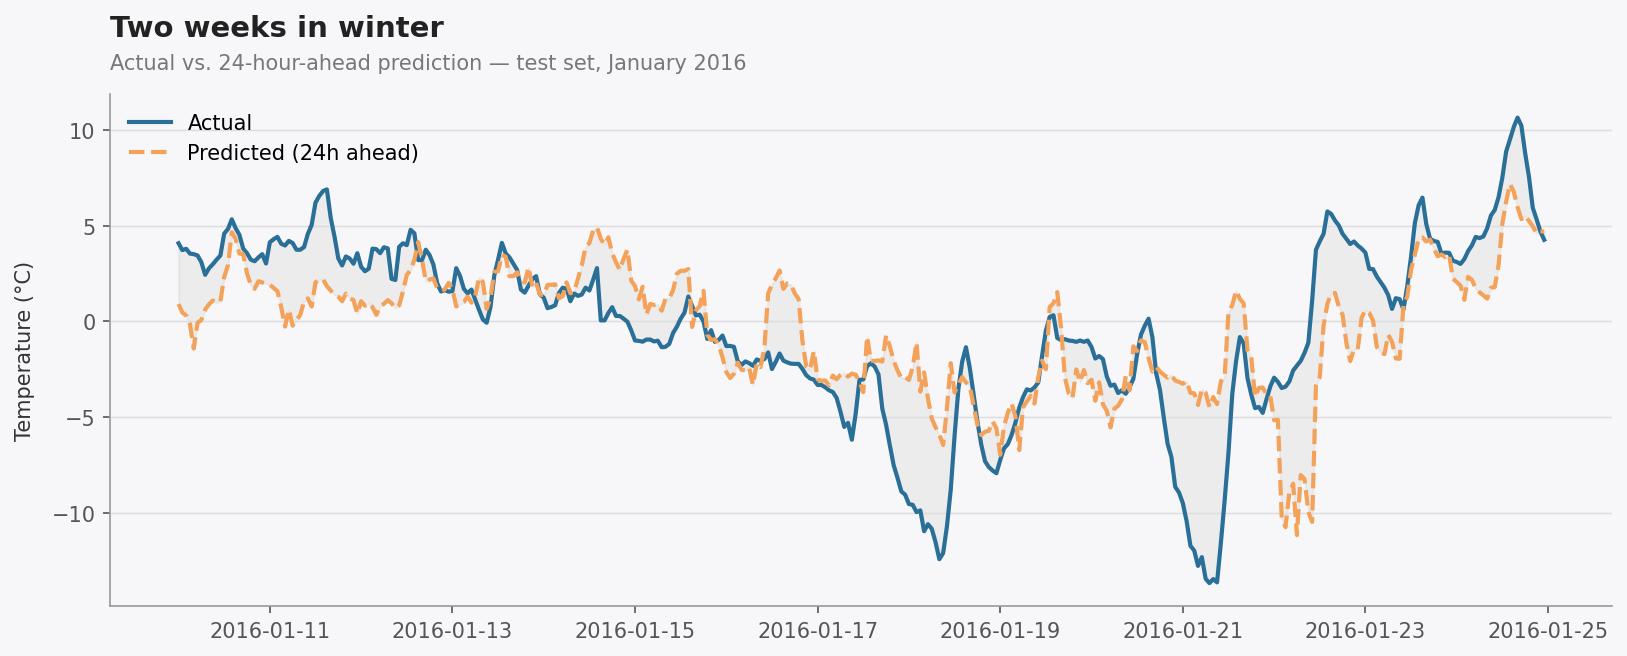 Two weeks in winter
Actual vs. 24-hour-ahead prediction — test set, January 2016
Actual
Predicted (24h ahead)
Temperature (°C)
10
5
0
−5
−10
2016-01-11
2016-01-13
2016-01-15
2016-01-17
2016-01-19
2016-01-21
2016-01-23
2016-01-25